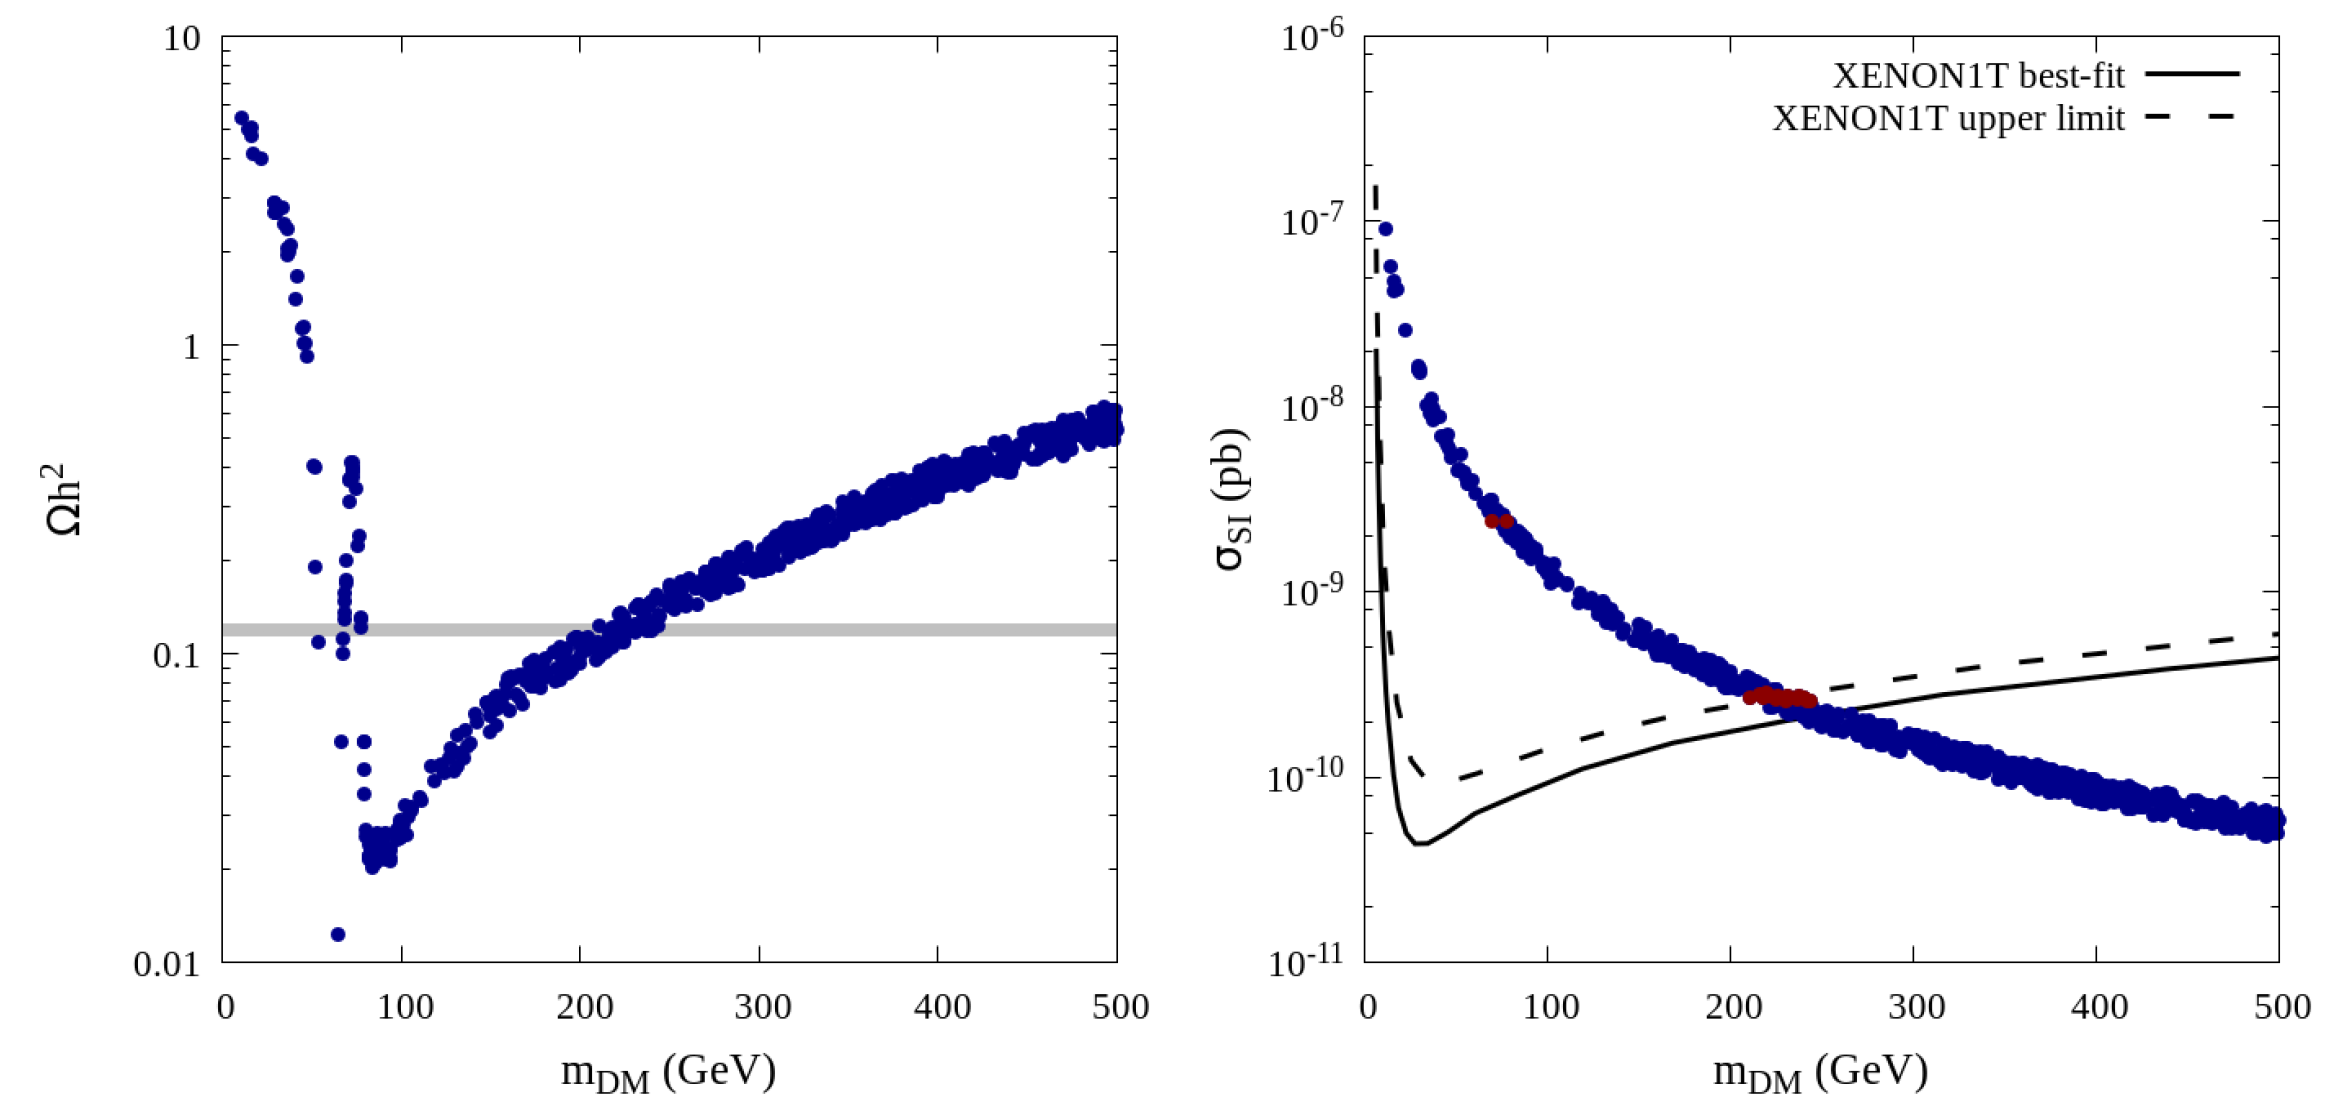 10
1
0.1
0.01
Ωh²
0 100 200 300 400 500
m_DM (GeV)
10⁻⁶
10⁻⁷
10⁻⁸
10⁻⁹
10⁻¹⁰
10⁻¹¹
σ_SI (pb)
XENON1T best-fit
XENON1T upper limit
0 100 200 300 400 500
m_DM (GeV)